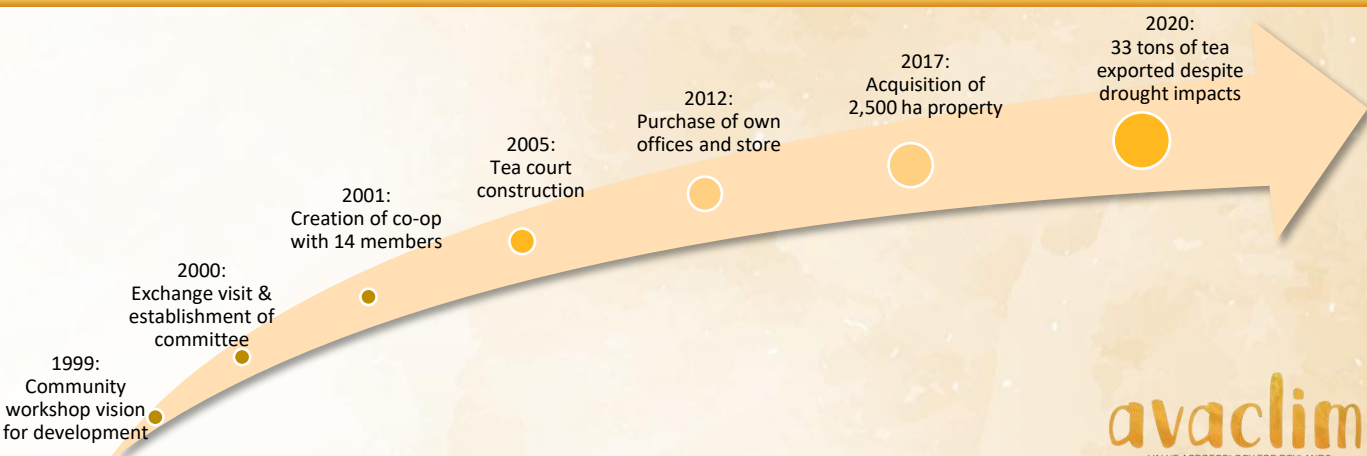 1999:
Community
workshop vision
for development
2000:
Exchange visit &
establishment of
committee
2001:
Creation of co-op
with 14 members
2005:
Tea court
construction
2012:
Purchase of own
offices and store
2017:
Acquisition of
2,500 ha property
2020:
33 tons of tea
exported despite
drought impacts
avaclim